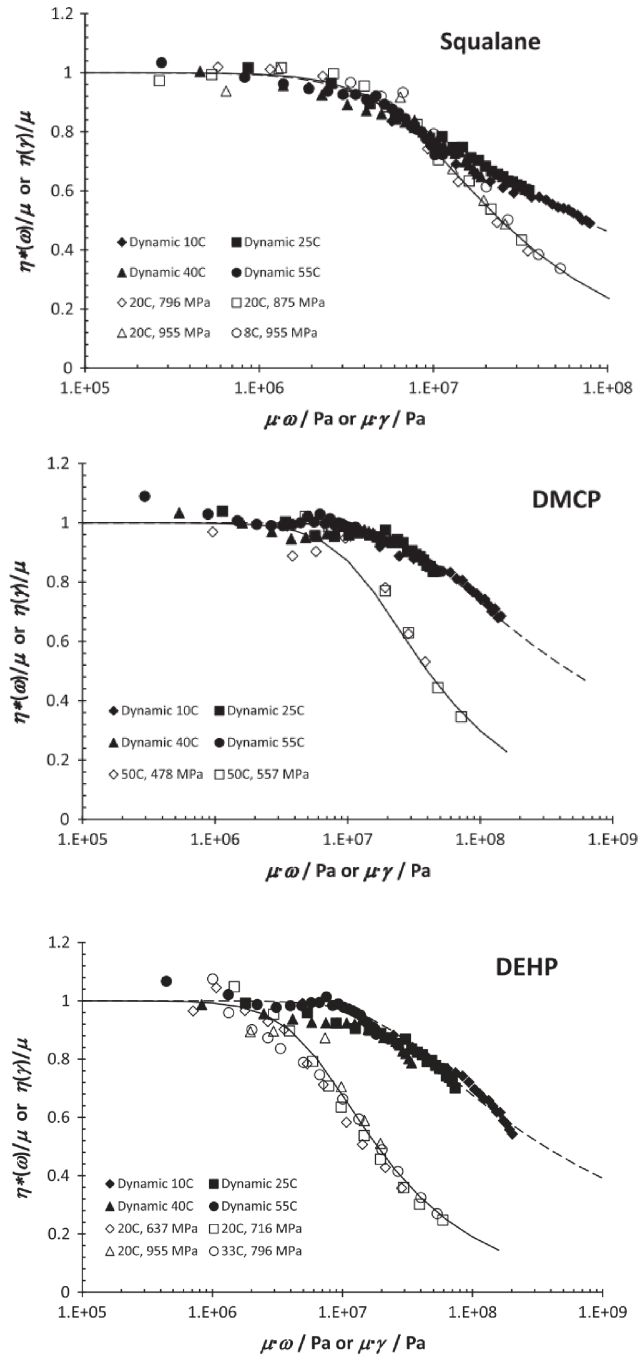 Squalane
η*(ω)/μ or η(γ)/μ
1.2
1
0.8
0.6
0.4
0.2
0
◆Dynamic 10C ■Dynamic 25C
▲Dynamic 40C ●Dynamic 55C
◇20C, 796 MPa □20C, 875 MPa
△20C, 955 MPa ○8C, 955 MPa
1.E+05 1.E+06 1.E+07 1.E+08
μ·ω / Pa or μ·γ / Pa
DMCP
η*(ω)/μ or η(γ)/μ
1.2
1
0.8
0.6
0.4
0.2
0
◆Dynamic 10C ■Dynamic 25C
▲Dynamic 40C ●Dynamic 55C
◇50C, 478 MPa □50C, 557 MPa
1.E+05 1.E+06 1.E+07 1.E+08 1.E+09
μ·ω / Pa or μ·γ / Pa
DEHP
η*(ω)/μ or η(γ)/μ
1.2
1
0.8
0.6
0.4
0.2
0
◆Dynamic 10C ■Dynamic 25C
▲Dynamic 40C ●Dynamic 55C
◇20C, 637 MPa □20C, 716 MPa
△20C, 955 MPa ○33C, 796 MPa
1.E+05 1.E+06 1.E+07 1.E+08 1.E+09
μ·ω / Pa or μ·γ / Pa